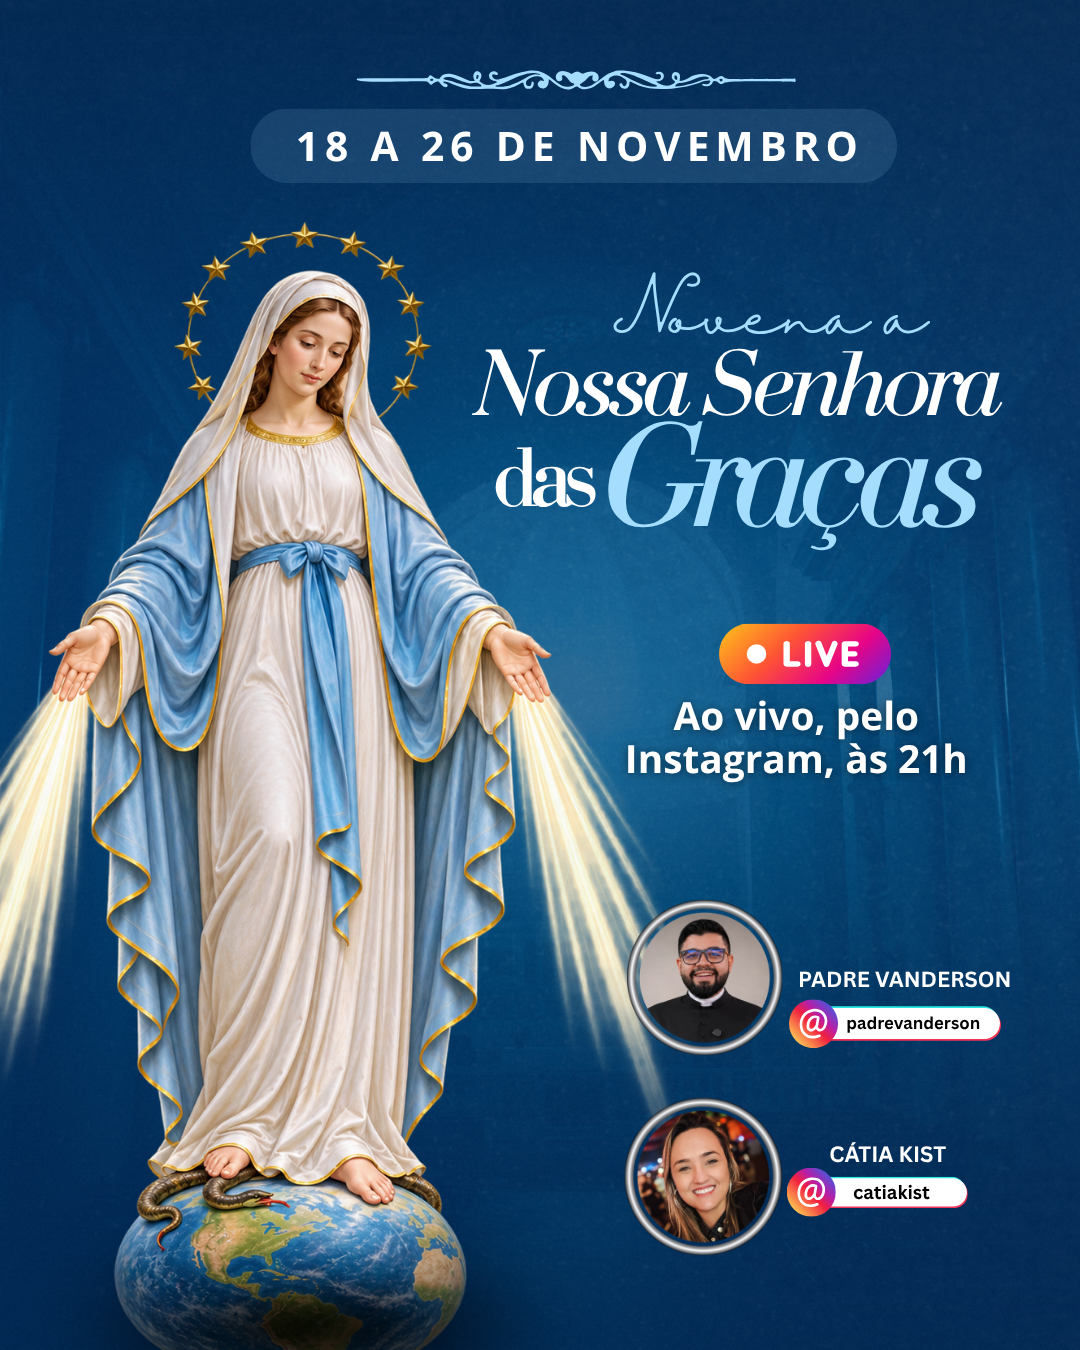 18 A 26 DE NOVEMBRO
Novena a
Nossa Senhora
das Graças
LIVE
Ao vivo, pelo
Instagram, às 21h
PADRE VANDERSON
@ padrevanderson
CÁTIA KIST
@ catiakist